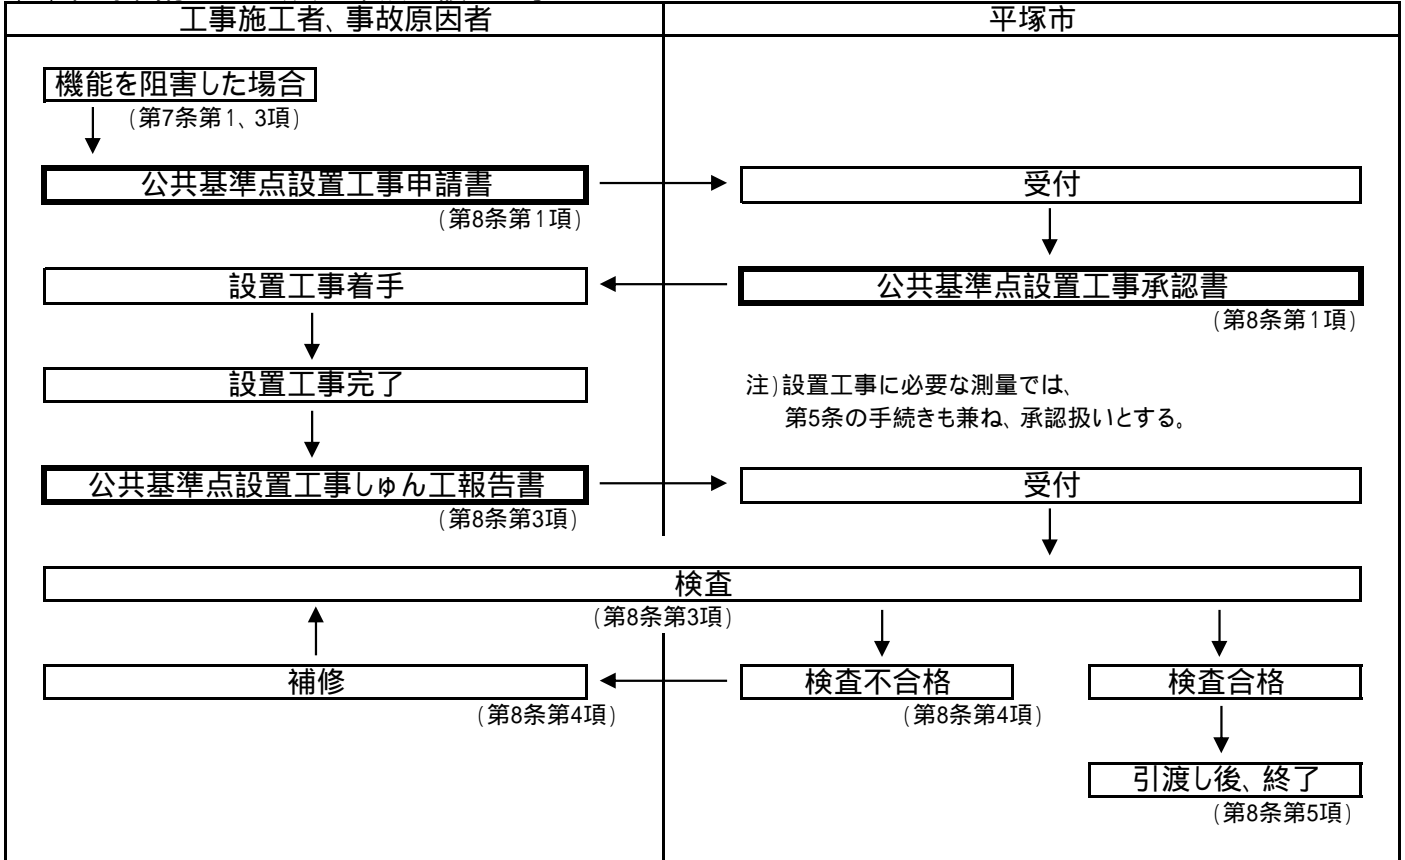 工事施工者、事故原因者
平塚市
機能を阻害した場合
(第7条第1、3項)
公共基準点設置工事申請書
受付
(第8条第1項)
設置工事着手
公共基準点設置工事承認書
(第8条第1項)
設置工事完了
注)設置工事に必要な測量では、
第5条の手続きも兼ね、承認扱いとする。
公共基準点設置工事しゅん工報告書
受付
(第8条第3項)
検査
(第8条第3項)
補修
検査不合格
検査合格
(第8条第4項)
(第8条第4項)
引渡し後、終了
(第8条第5項)